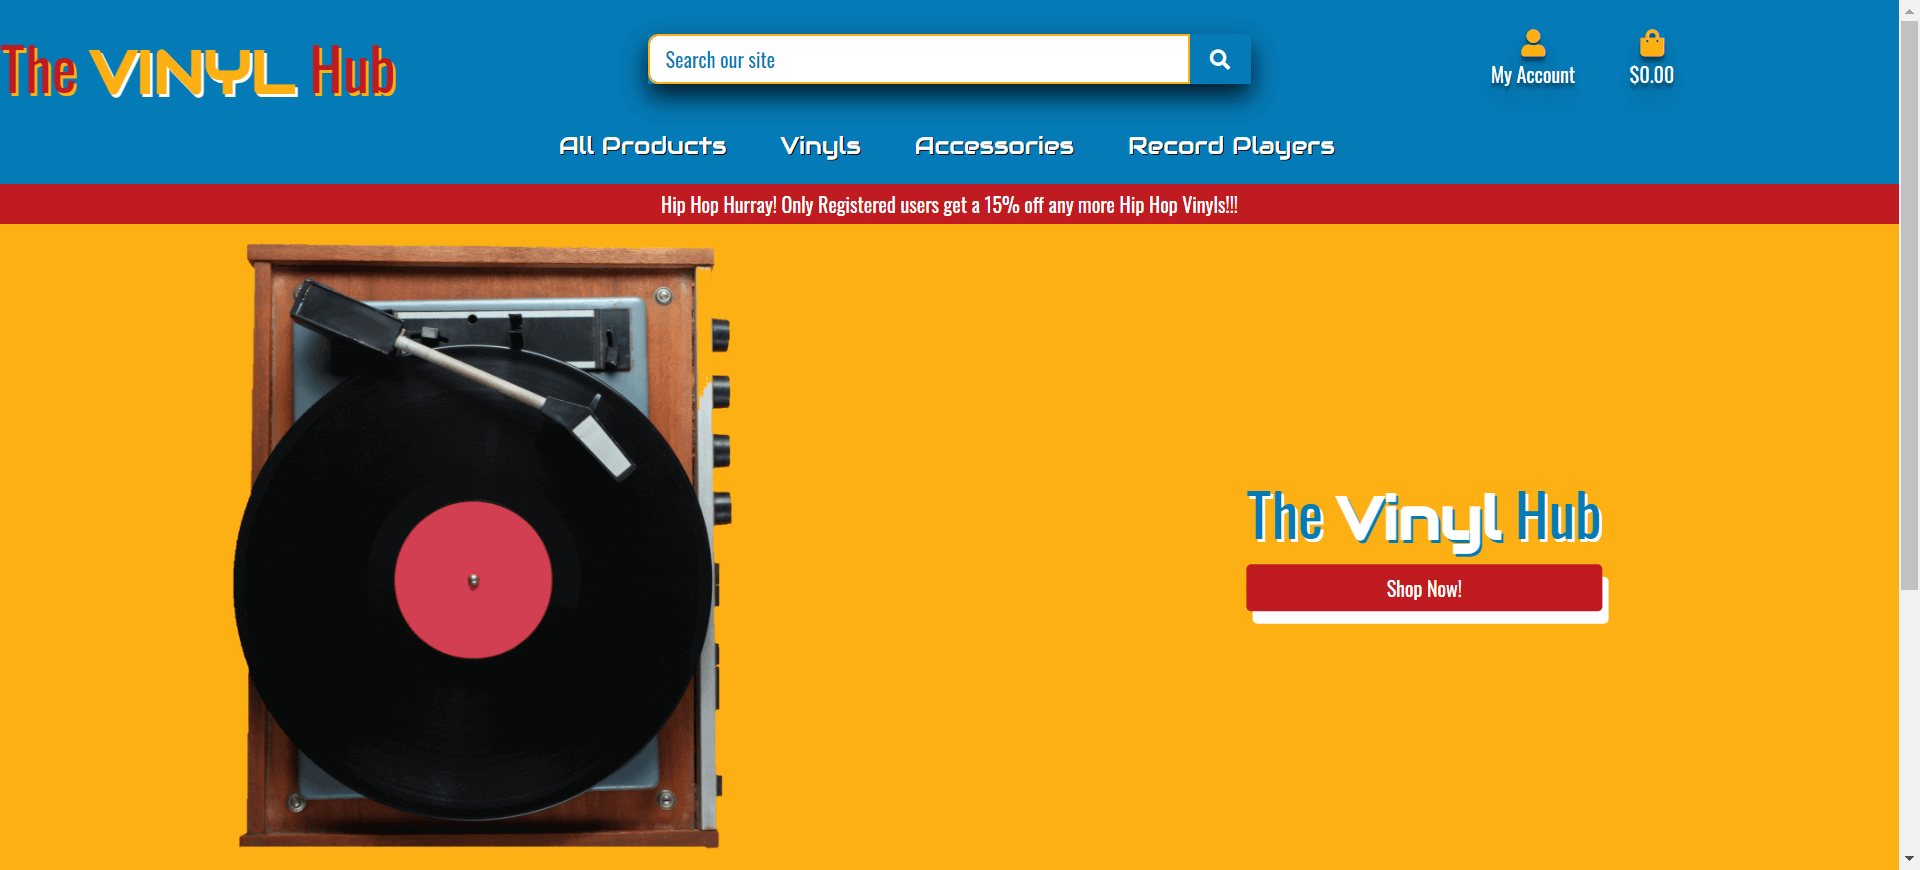 The VINYL Hub
Search our site
My Account
$0.00
All Products
Vinyls
Accessories
Record Players
Hip Hop Hurray! Only Registered users get a 15% off any more Hip Hop Vinyls!!!
The Vinyl Hub
Shop Now!